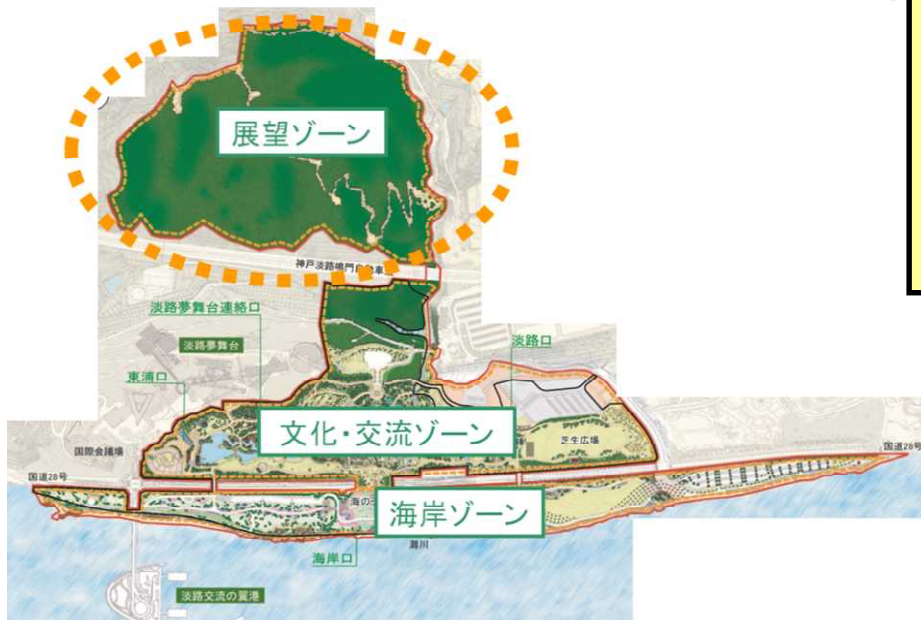 展望ゾーン
神戸淡路鳴門自動車
淡路夢舞台連絡口
淡路夢舞台
淡路口
東浦口
文化・交流ゾーン
芝生広場
国際会議場
国道28号
国道28号
海の
海岸ゾーン
海岸口
淡路交流の翼港